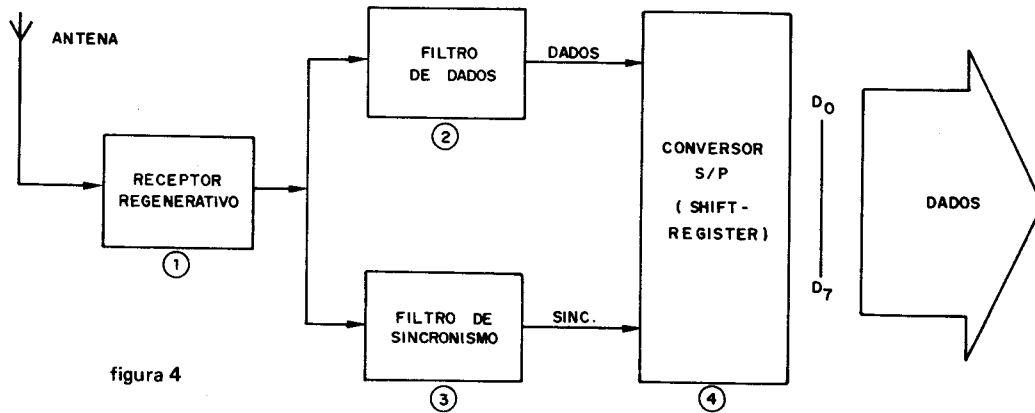 ANTENA
RECEPTOR
REGENERATIVO
1
FILTRO
DE DADOS
2
DADOS
FILTRO DE
SINCRONISMO
3
SINC.
CONVERSOR
S/P
( SHIFT-
REGISTER )
4
D0
D7
DADOS
figura 4